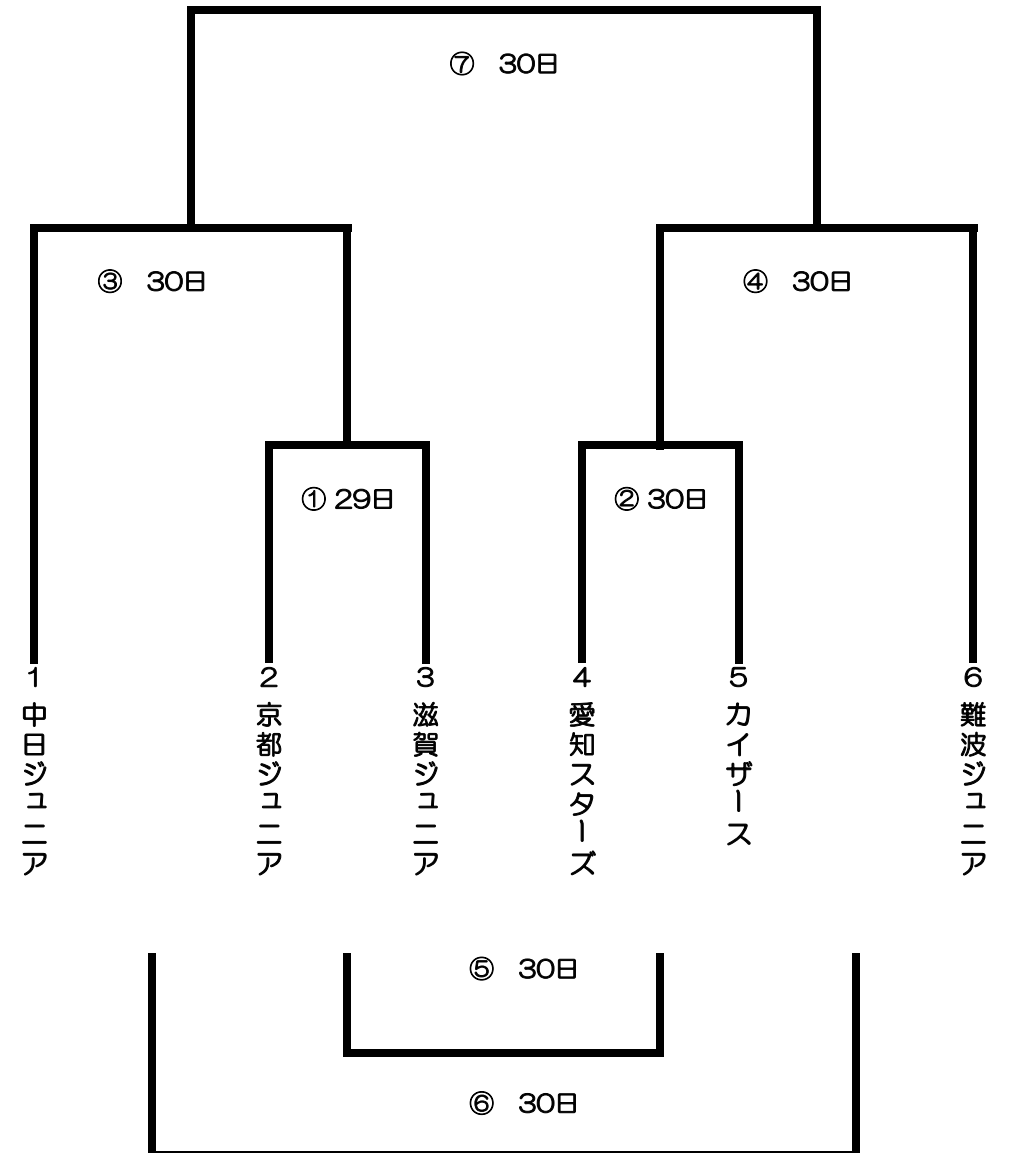 ⑦ 30日
③ 30日
④ 30日
① 29日
② 30日
1 中日ジュニア
2 京都ジュニア
3 滋賀ジュニア
4 愛知スターズ
5 カイザース
6 難波ジュニア
⑤ 30日
⑥ 30日